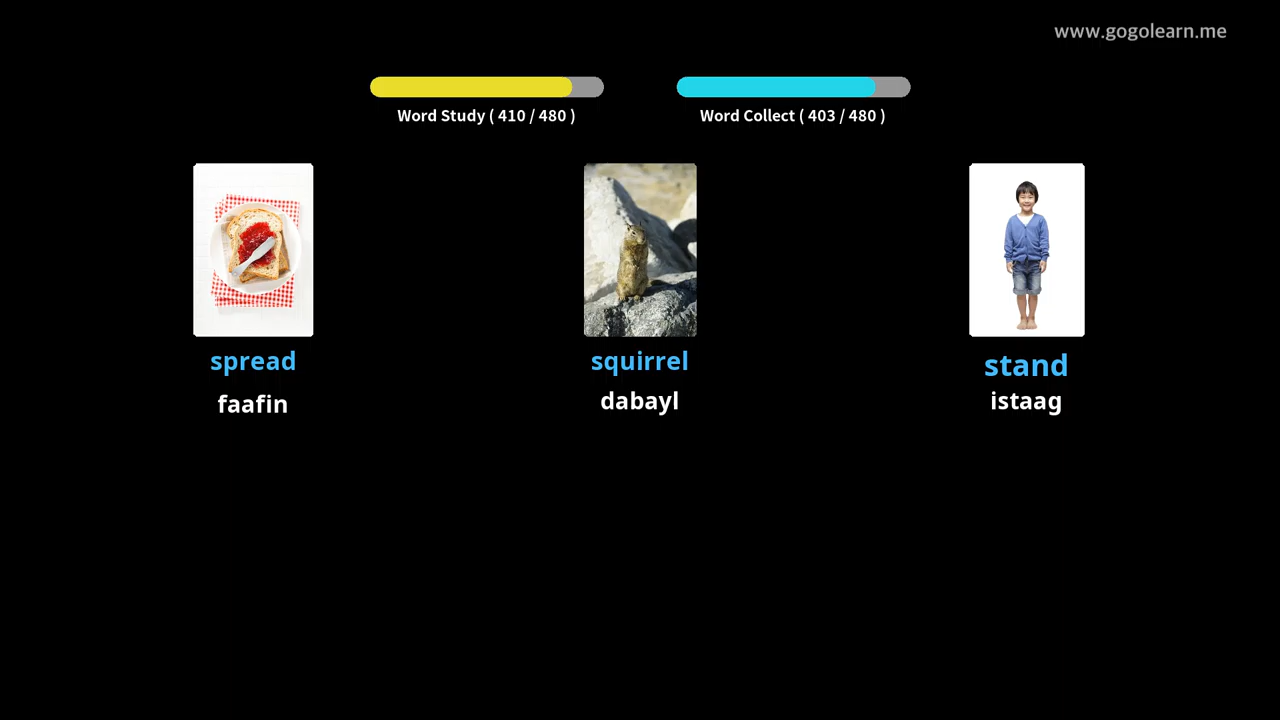 www.gogolearn.me
Word Study ( 410 / 480 )
Word Collect ( 403 / 480 )
spread
faafin
squirrel
dabayl
stand
istaag